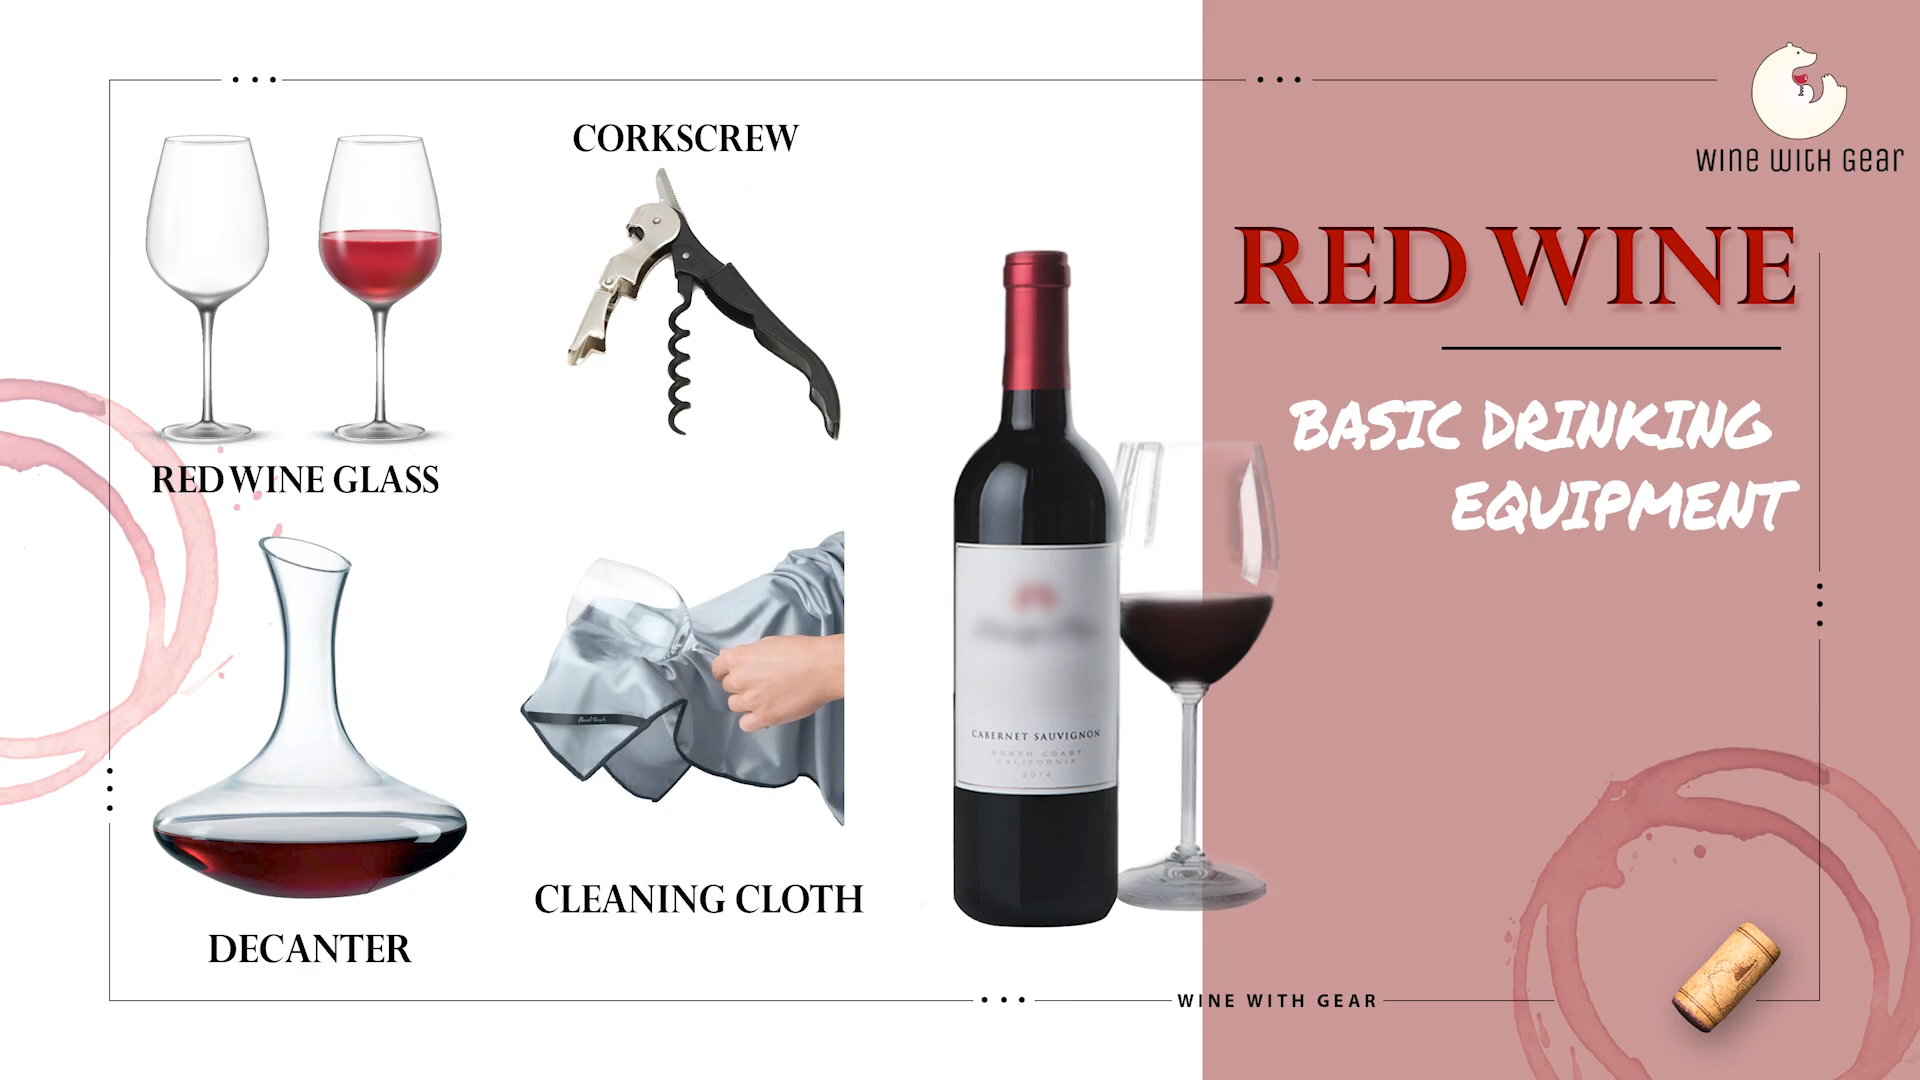 WINE WITH GEAR
RED WINE
BASIC DRINKING
EQUIPMENT
CORKSCREW
RED WINE GLASS
CLEANING CLOTH
DECANTER
CABERNET SAUVIGNON
NORTH COAST
CALIFORNIA
2014
WINE WITH GEAR